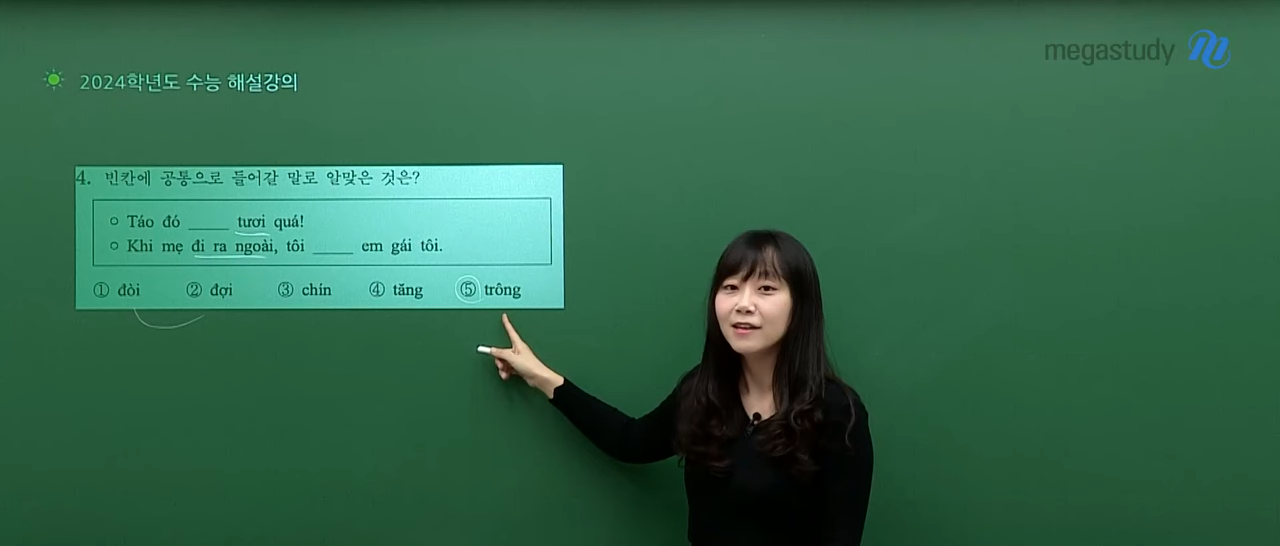 megastudy
2024학년도 수능 해설강의
4. 빈칸에 공통으로 들어갈 말로 알맞은 것은?
○ Táo đó _____ tươi quá!
○ Khi mẹ đi ra ngoài, tôi _____ em gái tôi.
① đòi ② đợi ③ chín ④ tăng ⑤ trông